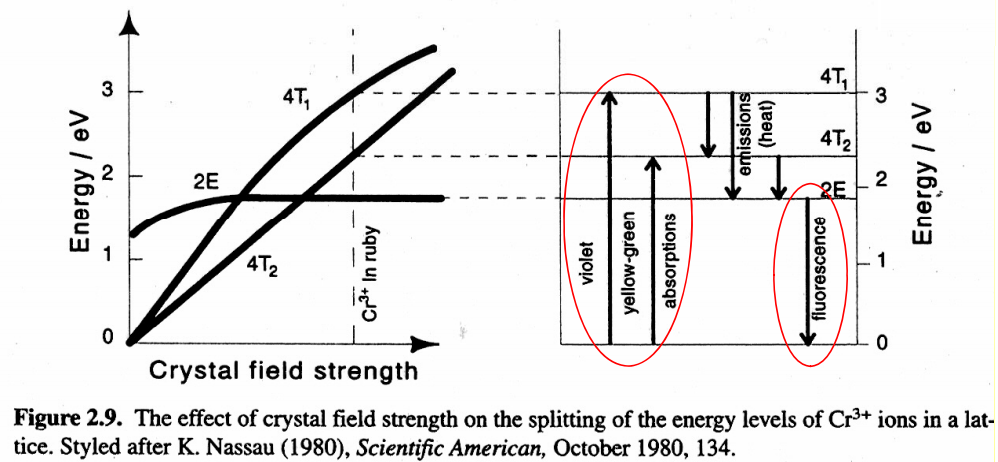 Energy / eV
3
2
1
0
4T1
2E
4T2
Cr3+ In ruby
Crystal field strength
violet
yellow-green
absorptions
emissions
(heat)
fluorescence
4T1
4T2
2E
3
2
1
0
Energy / eV
Figure 2.9. The effect of crystal field strength on the splitting of the energy levels of Cr3+ ions in a lat-
tice. Styled after K. Nassau (1980), Scientific American, October 1980, 134.